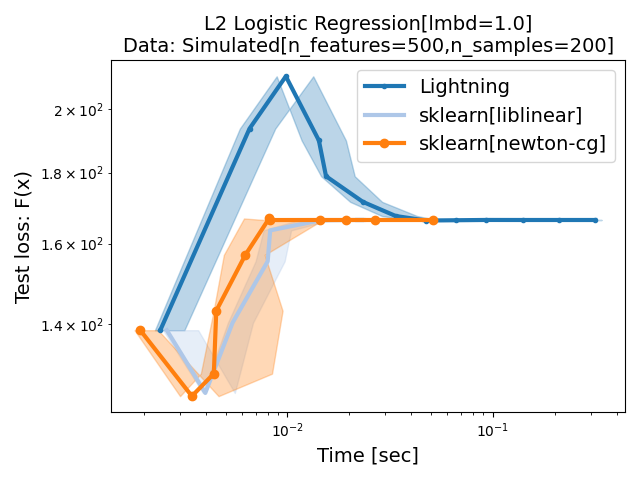 L2 Logistic Regression[lmbd=1.0]
Data: Simulated[n_features=500,n_samples=200]
Test loss: F(x)
2 × 10²
1.8 × 10²
1.6 × 10²
1.4 × 10²
Lightning
sklearn[liblinear]
sklearn[newton-cg]
10⁻² 10⁻¹
Time [sec]